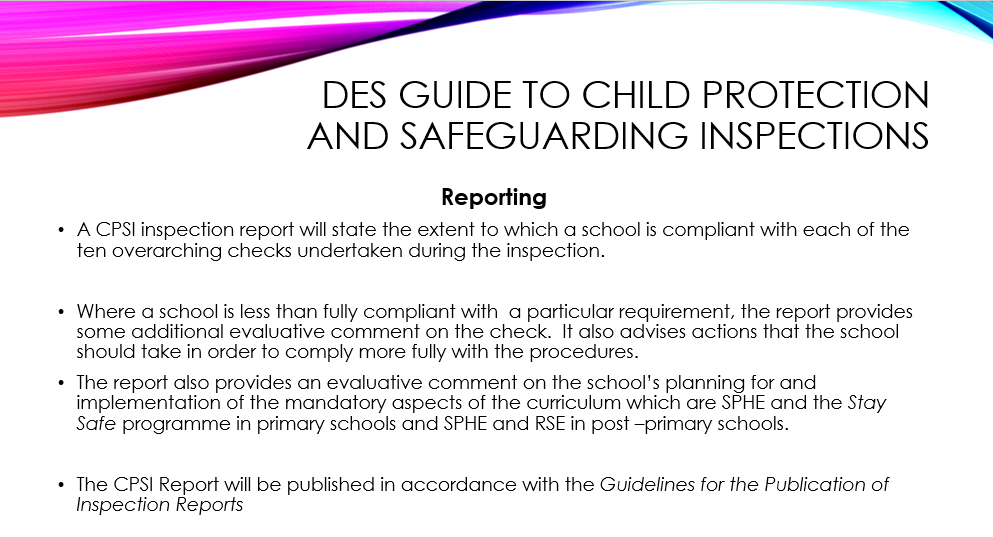 DES GUIDE TO CHILD PROTECTION
AND SAFEGUARDING INSPECTIONS
Reporting
• A CPSI inspection report will state the extent to which a school is compliant with each of the
ten overarching checks undertaken during the inspection.
• Where a school is less than fully compliant with  a particular requirement, the report provides
some additional evaluative comment on the check.  It also advises actions that the school
should take in order to comply more fully with the procedures.
• The report also provides an evaluative comment on the school’s planning for and
implementation of the mandatory aspects of the curriculum which are SPHE and the Stay
Safe programme in primary schools and SPHE and RSE in post –primary schools.
• The CPSI Report will be published in accordance with the Guidelines for the Publication of
Inspection Reports